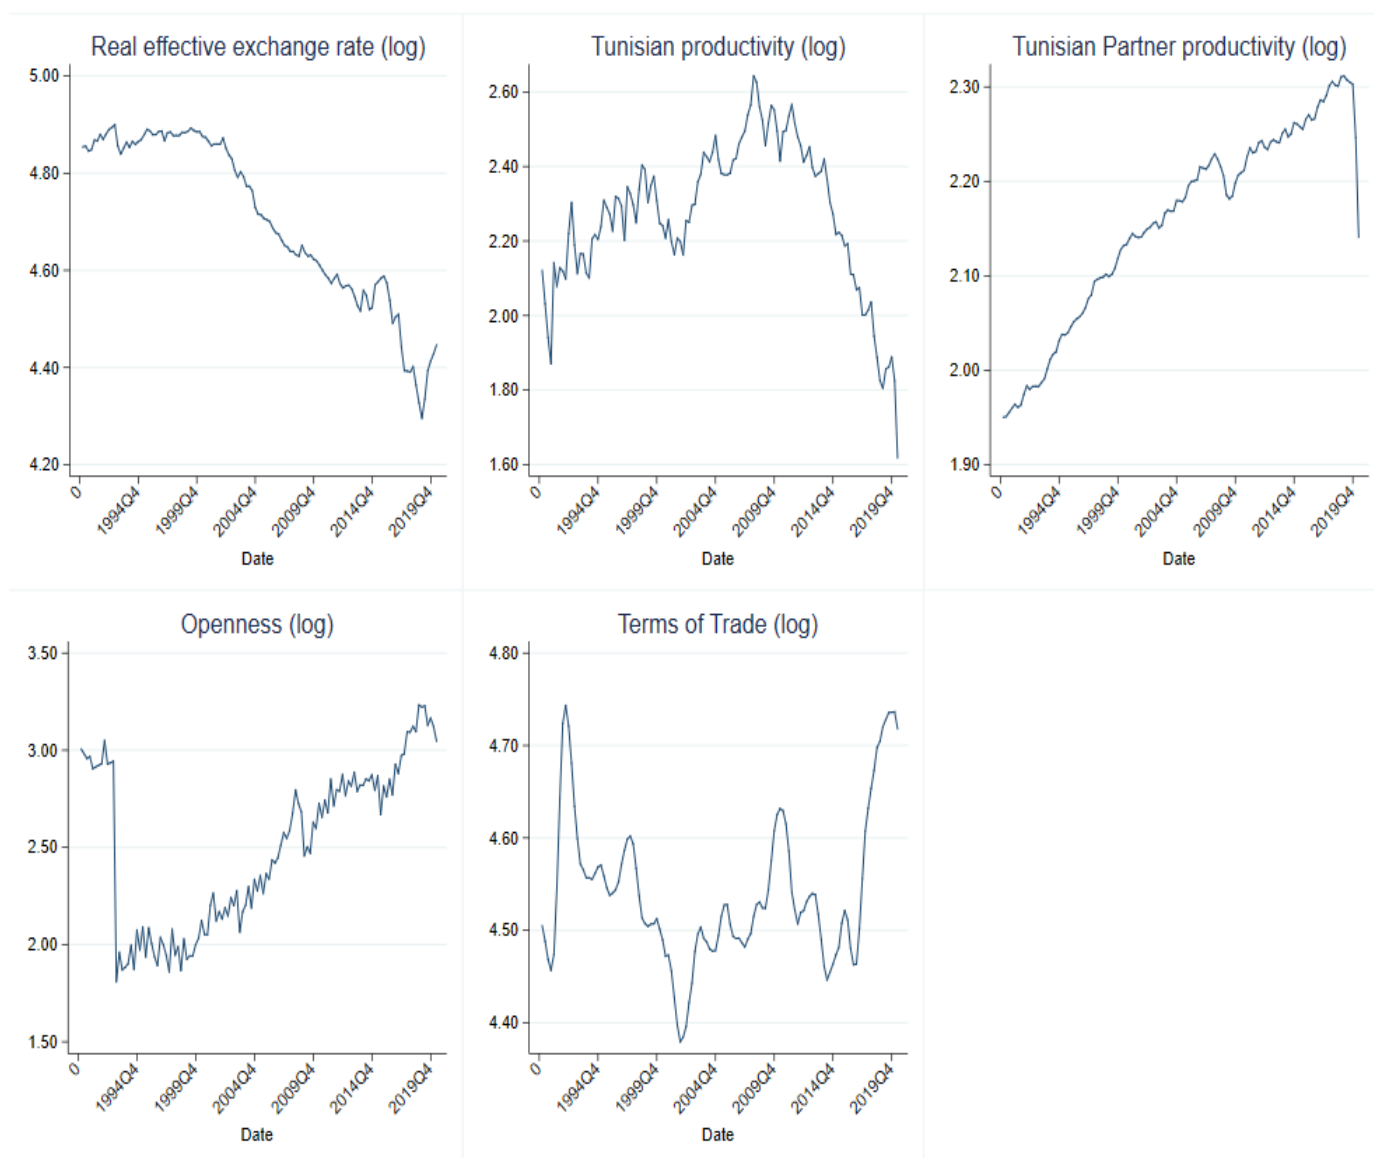 Real effective exchange rate (log)
5.00
4.80
4.60
4.40
4.20
0
1994Q4
1999Q4
2004Q4
2009Q4
2014Q4
2019Q4
Date
Tunisian productivity (log)
2.60
2.40
2.20
2.00
1.80
1.60
0
1994Q4
1999Q4
2004Q4
2009Q4
2014Q4
2019Q4
Date
Tunisian Partner productivity (log)
2.30
2.20
2.10
2.00
1.90
0
1994Q4
1999Q4
2004Q4
2009Q4
2014Q4
2019Q4
Date
Openness (log)
3.50
3.00
2.50
2.00
1.50
0
1994Q4
1999Q4
2004Q4
2009Q4
2014Q4
2019Q4
Date
Terms of Trade (log)
4.80
4.70
4.60
4.50
4.40
0
1994Q4
1999Q4
2004Q4
2009Q4
2014Q4
2019Q4
Date